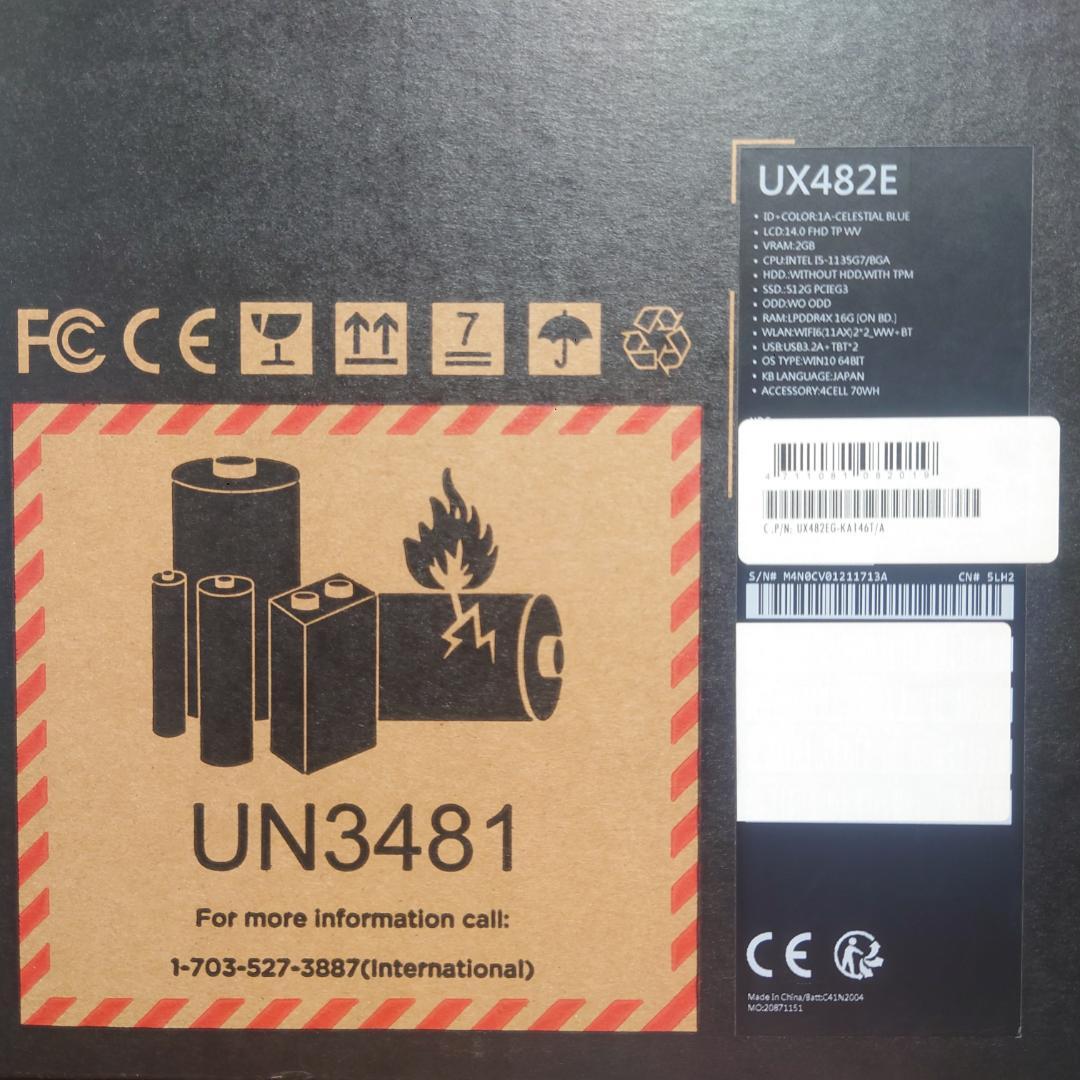 FC CE
7
UN3481
For more information call:
1-703-527-3887(International)
UX482E
• ID+COLOR:1A-CELESTIAL BLUE
• LCD:14.0 FHD TP WV
• VRAM:2GB
• CPU:INTEL I5-1135G7/BGA
• HDD.:WITHOUT HDD,WITH TPM
• SSD.:512G PCIEG3
• ODD:WO ODD
• RAM:LPDDR4X 16G [ON BD.]
• WLAN:WIFI6(11AX)2*2_WW+BT
• USB:USB3.2A+TBT*2
• OS TYPE:WIN10 64BIT
• KB LANGUAGE:JAPAN
• ACCESSORY:4CELL 70WH
4 711081 082019
C.P/N: UX482EG-KA146T/A
S/N# M4N0CV01211713A CN# 5LH2
CE
Made In China/Batt:C41N2004
MO:20871151